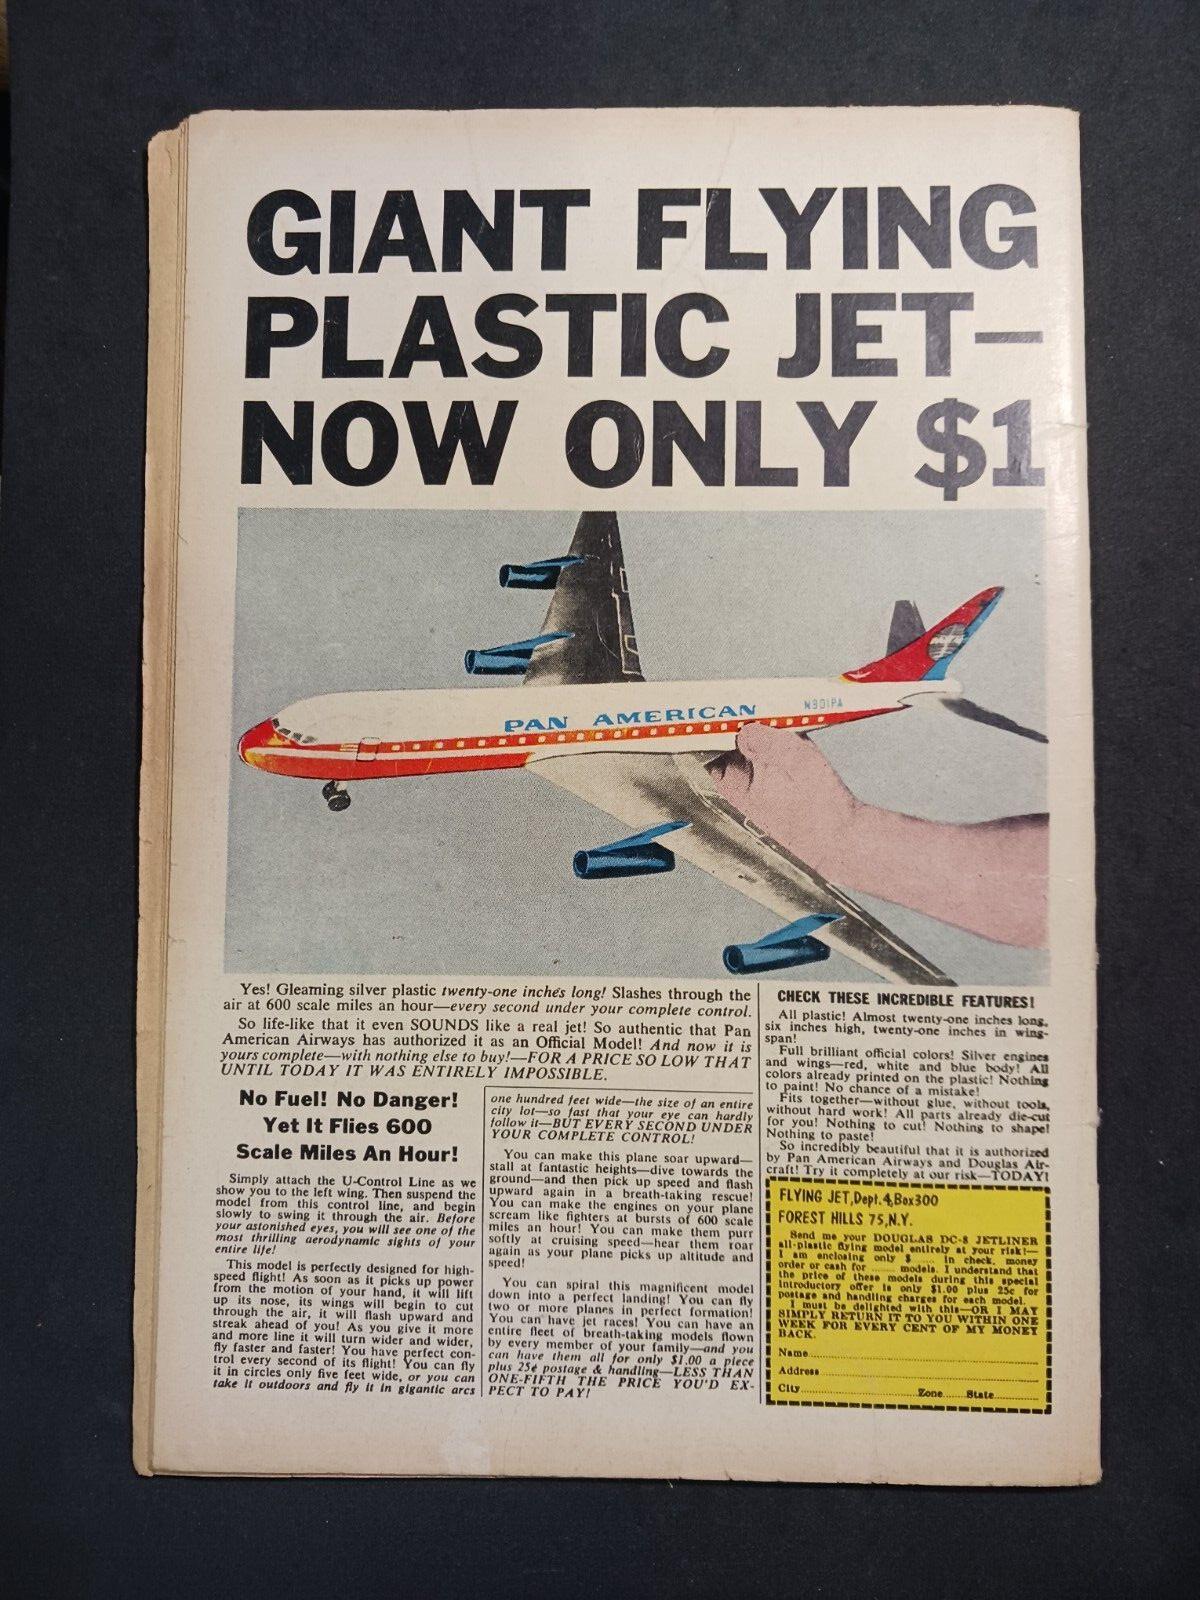 GIANT FLYING
PLASTIC JET—
NOW ONLY $1
PAN AMERICAN
N801PA
Yes! Gleaming silver plastic twenty-one inches long! Slashes through the
air at 600 scale miles an hour—every second under your complete control.
So life-like that it even SOUNDS like a real jet! So authentic that Pan
American Airways has authorized it as an Official Model! And now it is
yours complete—with nothing else to buy!—FOR A PRICE SO LOW THAT
UNTIL TODAY IT WAS ENTIRELY IMPOSSIBLE.
No Fuel! No Danger!
Yet It Flies 600
Scale Miles An Hour!
Simply attach the U-Control Line as we
show you to the left wing. Then suspend the
model from this control line, and begin
slowly to swing it through the air. Before
your astonished eyes, you will see one of the
most thrilling aerodynamic sights of your
entire life!
This model is perfectly designed for high-
speed flight! As soon as it picks up power
from the motion of your hand, it will lift
up its nose, its wings will begin to cut
through the air, it will flash upward and
streak ahead of you! As you give it more
and more line it will turn wider and wider,
fly faster and faster! You have perfect con-
trol every second of its flight! You can fly
it in circles only five feet wide, or you can
take it outdoors and fly it in gigantic arcs
one hundred feet wide—the size of an entire
city lot—so fast that your eye can hardly
follow it—BUT EVERY SECOND UNDER
YOUR COMPLETE CONTROL!
You can make this plane soar upward—
stall at fantastic heights—dive towards the
ground—and then pick up speed and flash
upward again in a breath-taking rescue!
You can make the engines on your plane
scream like fighters at bursts of 600 scale
miles an hour! You can make them purr
softly at cruising speed—hear them roar
again as your plane picks up altitude and
speed!
You can spiral this magnificent model
down into a perfect landing! You can fly
two or more planes in perfect formation!
You can have jet races! You can have an
entire fleet of breath-taking models flown
by every member of your family—and you
can have them all for only $1.00 a piece
plus 25¢ postage & handling—LESS THAN
ONE-FIFTH THE PRICE YOU'D EX-
PECT TO PAY!
CHECK THESE INCREDIBLE FEATURES!
All plastic! Almost twenty-one inches long,
six inches high, twenty-one inches in wing-
span!
Full brilliant official colors! Silver engines
and wings—red, white and blue body! All
colors already printed on the plastic! Nothing
to paint! No chance of a mistake!
Fits together—without glue, without tools,
without hard work! All parts already die-cut
for you! Nothing to cut! Nothing to shape!
Nothing to paste!
So incredibly beautiful that it is authorized
by Pan American Airways and Douglas Air-
craft! Try it completely at our risk—TODAY!
FLYING JET, Dept. 4, Box 300
FOREST HILLS 75, N.Y.
Send me your DOUGLAS DC-8 JETLINER
all-plastic flying model entirely at your risk!—
I am enclosing only $ ..... in check, money
order or cash for ....... models. I understand that
the price of these models during this special
introductory offer is only $1.00 plus 25¢ for
postage and handling charges for each model.
I must be delighted with this—OR I MAY
SIMPLY RETURN IT TO YOU WITHIN ONE
WEEK FOR EVERY CENT OF MY MONEY
BACK.
Name
Address
City Zone State